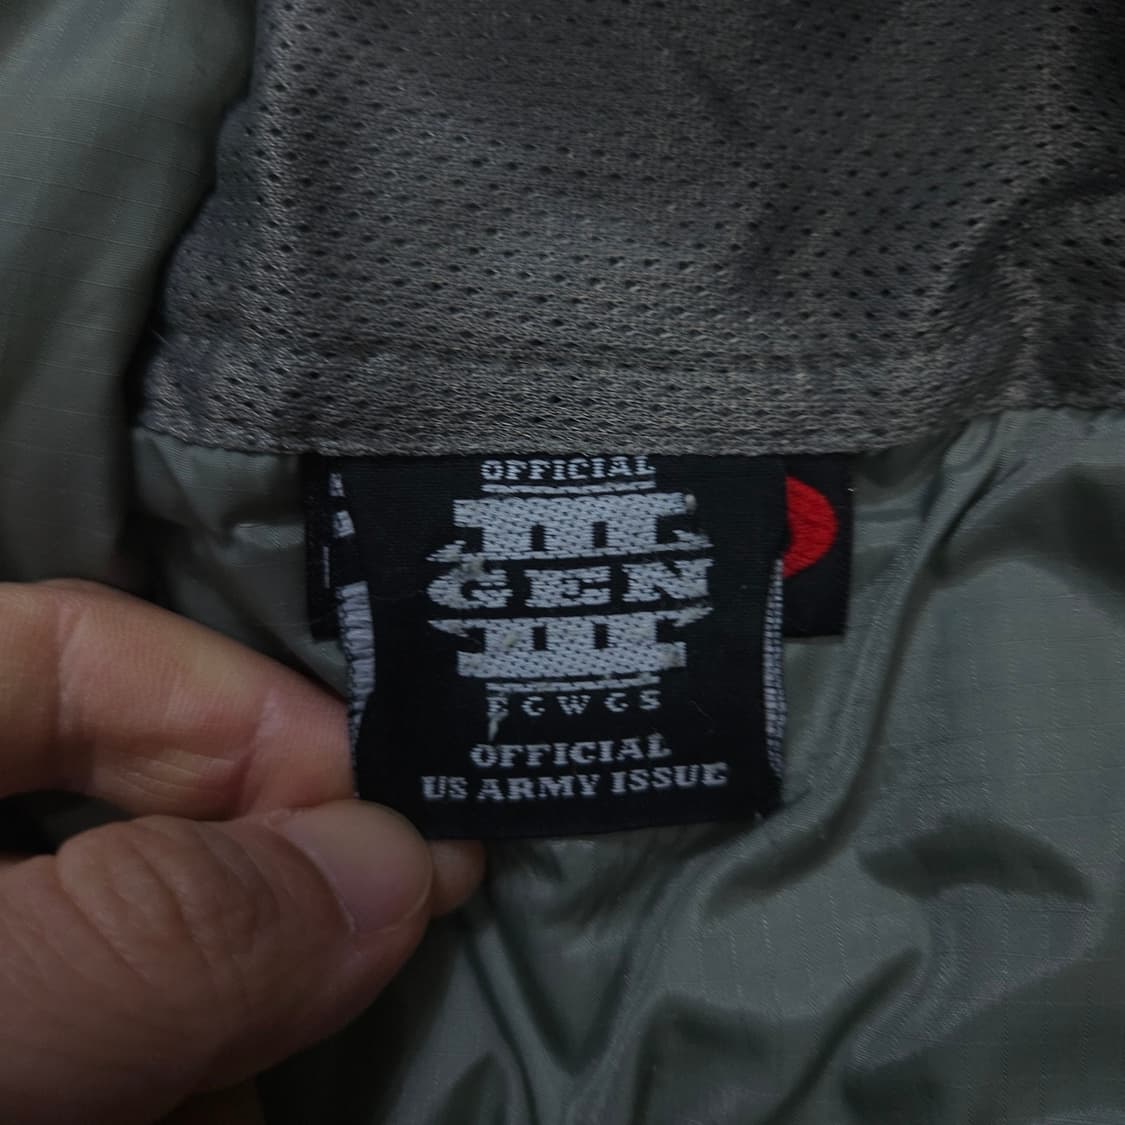 OFFICIAL
III
GEN
III
ECWCS
OFFICIAL
US ARMY ISSUE